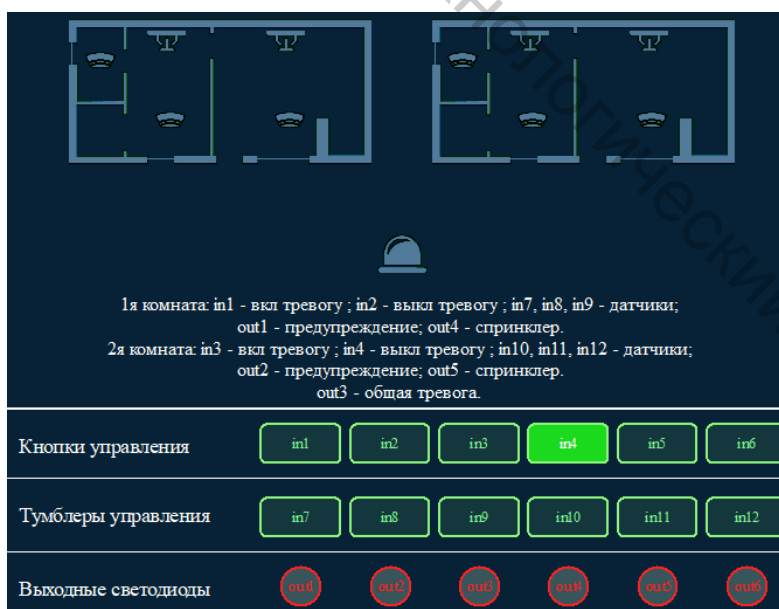 нологический
1я комната: in1 - вкл тревогу ; in2 - выкл тревогу ; in7, in8, in9 - датчики;
out1 - предупреждение; out4 - спринклер.
2я комната: in3 - вкл тревогу ; in4 - выкл тревогу ; in10, in11, in12 - датчики;
out2 - предупреждение; out5 - спринклер.
out3 - общая тревога.
Кнопки управления in1 in2 in3 in4 in5 in6
Тумблеры управления in7 in8 in9 in10 in11 in12
Выходные светодиоды out1 out2 out3 out4 out5 out6